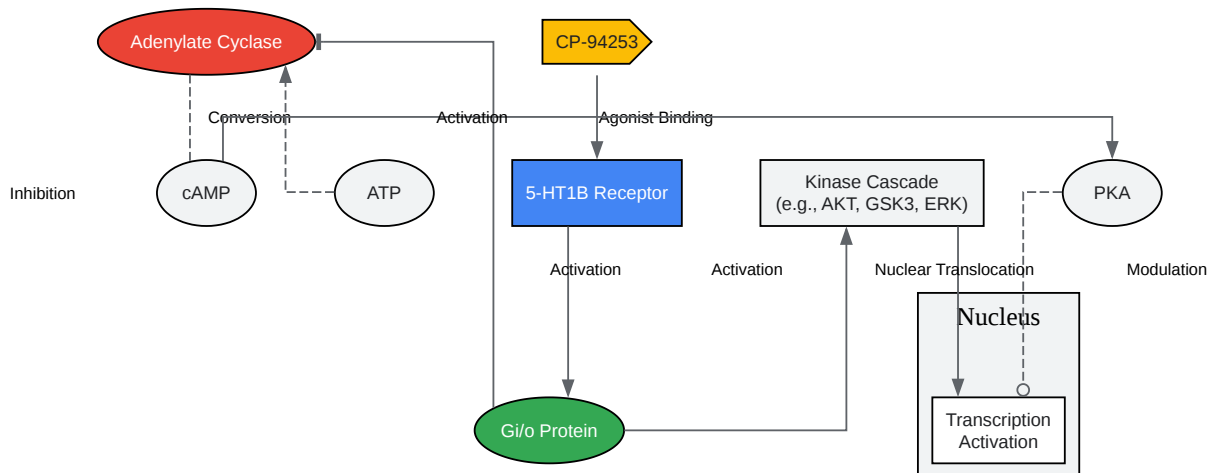 Adenylate Cyclase
CP-94253
Conversion
Activation
Agonist Binding
Inhibition
cAMP
ATP
5-HT1B Receptor
Kinase Cascade
(e.g., AKT, GSK3, ERK)
PKA
Activation
Activation
Nuclear Translocation
Modulation
Nucleus
Gi/o Protein
Transcription
Activation